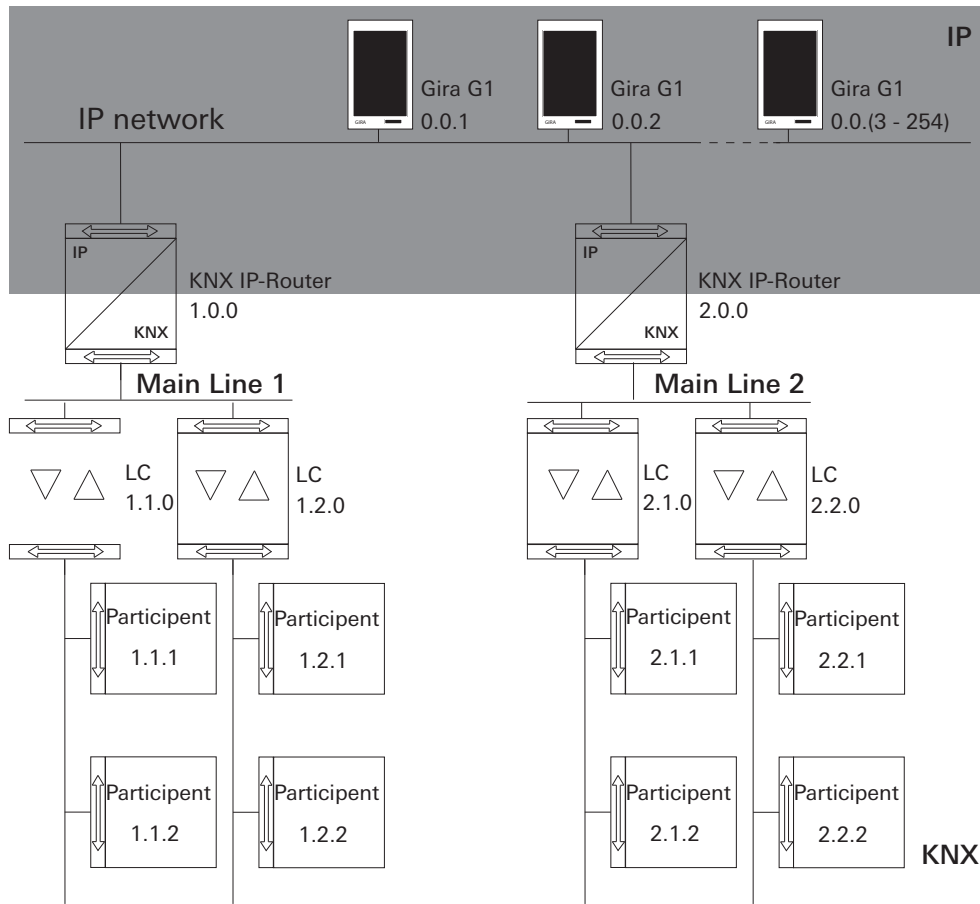 IP
Gira G1
0.0.1
Gira G1
0.0.2
Gira G1
0.0.(3 - 254)
IP network
GIRA
GIRA
GIRA
IP
KNX
KNX IP-Router
1.0.0
IP
KNX
KNX IP-Router
2.0.0
Main Line 1
Main Line 2
LC
1.1.0
LC
1.2.0
LC
2.1.0
LC
2.2.0
Participent
1.1.1
Participent
1.2.1
Participent
2.1.1
Participent
2.2.1
Participent
1.1.2
Participent
1.2.2
Participent
2.1.2
Participent
2.2.2
KNX